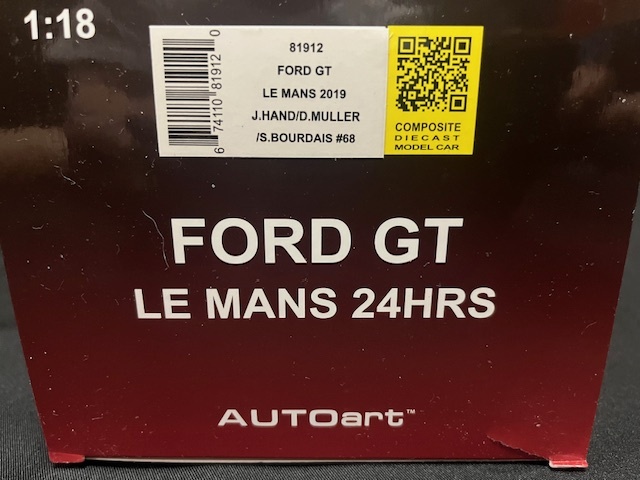 1:18
6 74110 81912 0
81912
FORD GT
LE MANS 2019
J.HAND/D.MULLER
/S.BOURDAIS #68
COMPOSITE
DIECAST
MODEL CAR
FORD GT
LE MANS 24HRS
AUTOart™